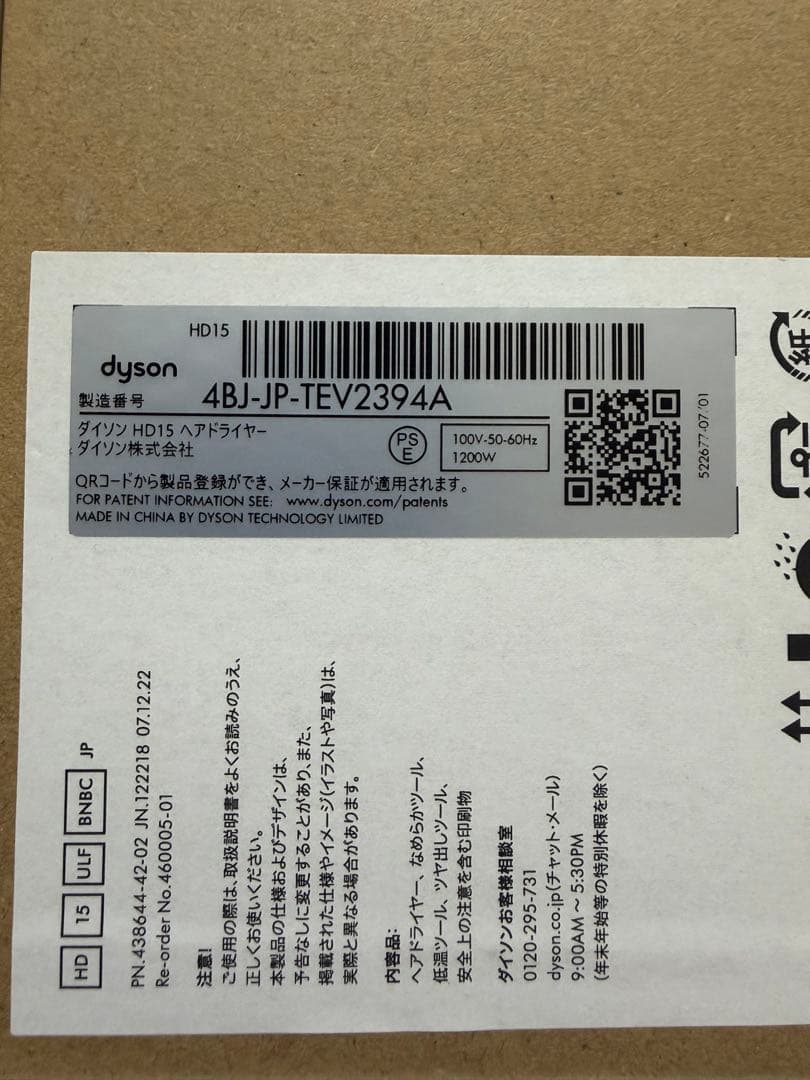 HD15
dyson
製造番号 4BJ-JP-TEV2394A
ダイソン HD15 ヘアドライヤー
ダイソン株式会社
PS
E
100V-50-60Hz
1200W
QRコードから製品登録ができ、メーカー保証が適用されます。
FOR PATENT INFORMATION SEE: www.dyson.com/patents
MADE IN CHINA BY DYSON TECHNOLOGY LIMITED
522677-07/01
紙
HD 15 ULF BNBC JP
PN.438644-42-02 JN.122218 07.12.22
Re-order No.460005-01
注意!
ご使用の際は、取扱説明書をよくお読みのうえ、
正しくお使いください。
本製品の仕様およびデザインは、
予告なしに変更することがあり、また、
掲載された仕様やイメージ(イラストや写真)は、
実際と異なる場合があります。
内容品:
ヘアドライヤー、なめらかツール、
低温ツール、ツヤ出しツール、
安全上の注意を含む印刷物
ダイソンお客様相談室
0120-295-731
dyson.co.jp(チャット・メール)
9:00AM ~ 5:30PM
(年末年始等の特別休暇を除く)